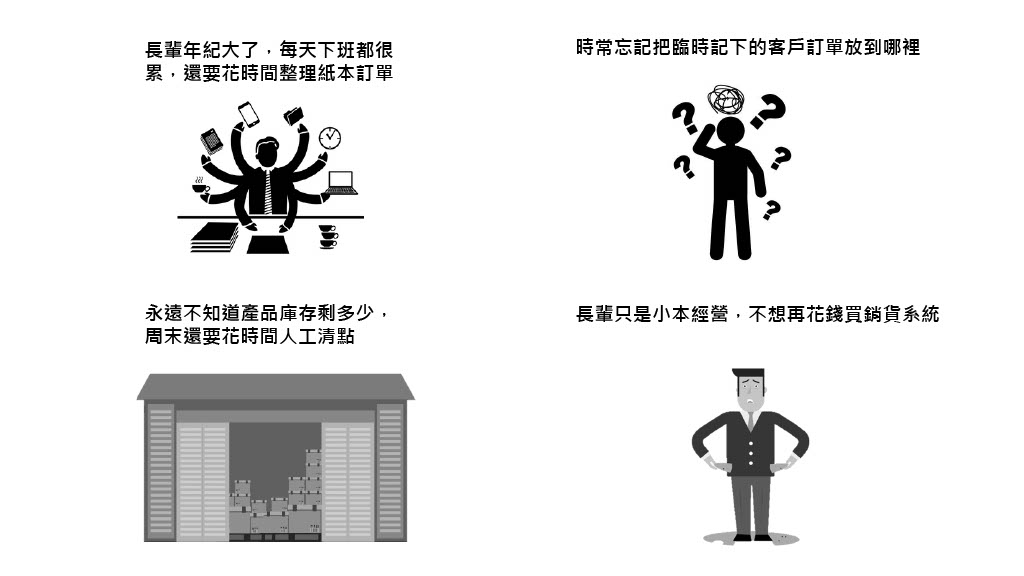 長輩年紀大了，每天下班都很
累，還要花時間整理紙本訂單
時常忘記把臨時記下的客戶訂單放到哪裡
永遠不知道產品庫存剩多少，
周末還要花時間人工清點
長輩只是小本經營，不想再花錢買銷貨系統